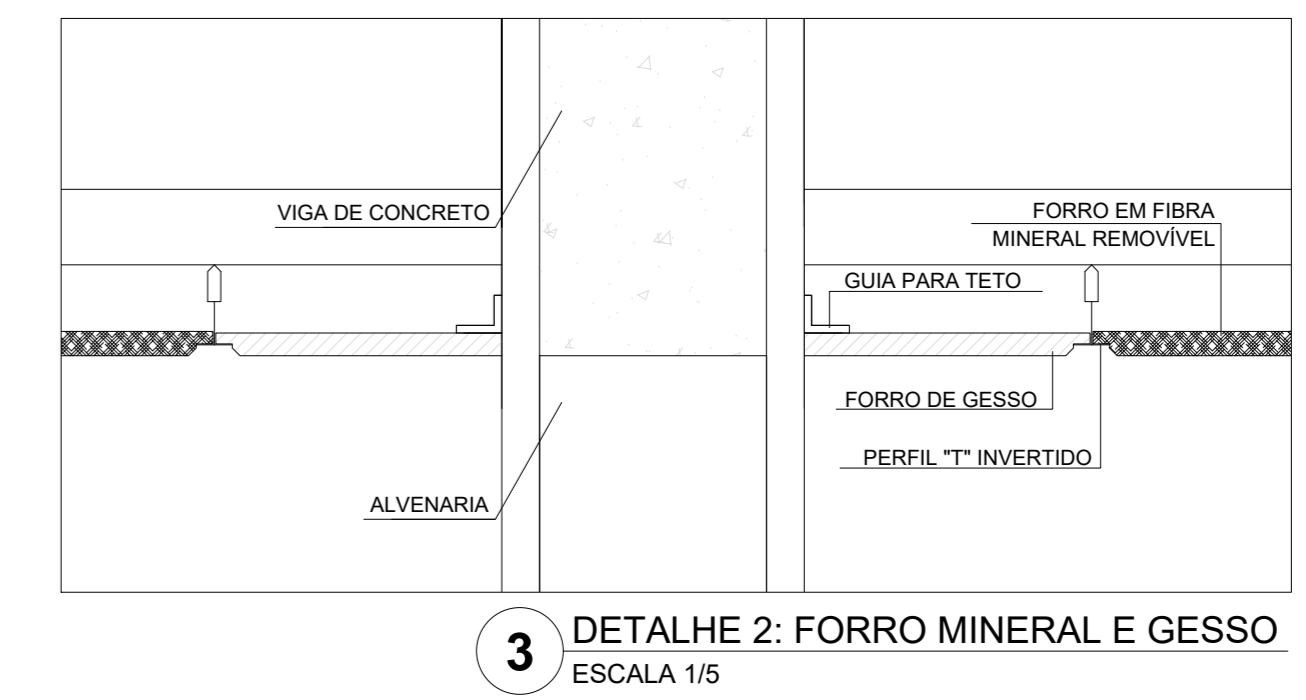 VIGA DE CONCRETO
FORRO EM FIBRA
MINERAL REMOVÍVEL
GUIA PARA TETO
FORRO DE GESSO
PERFIL "T" INVERTIDO
ALVENARIA
3
DETALHE 2: FORRO MINERAL E GESSO
ESCALA 1/5